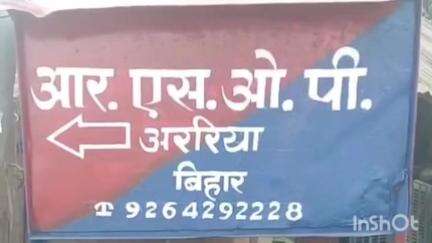 आर. एस. ओ. पी.
अररिया
बिहार
☎ 9264292228
InShOt